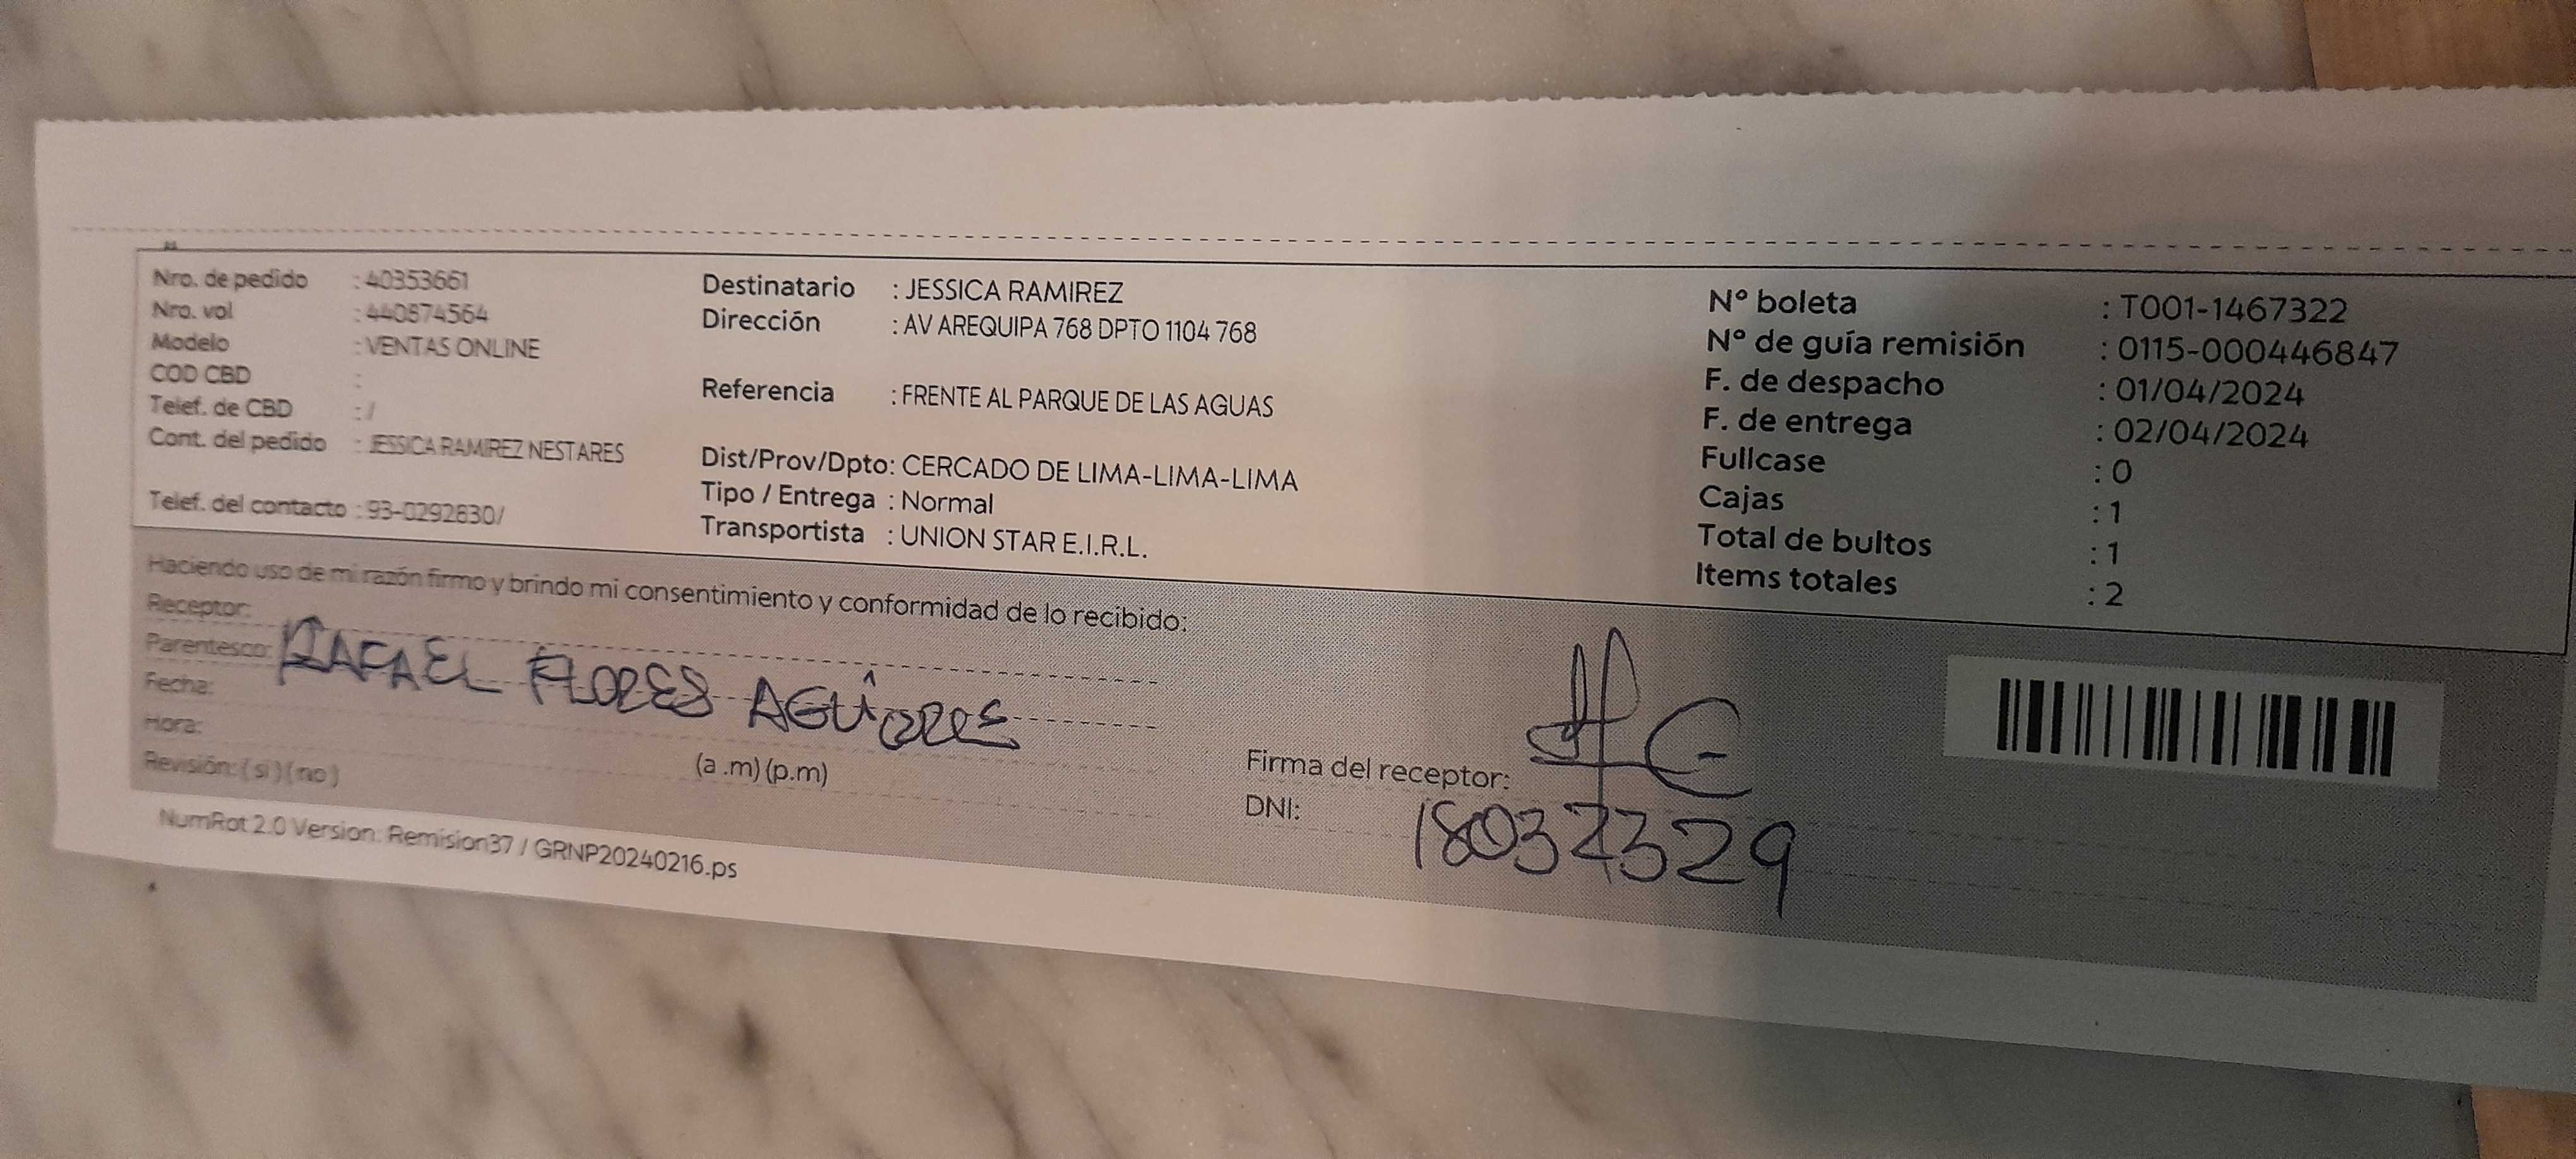 Nro. de pedido : 40353661
Nro. vol : 440874564
Modelo : VENTAS ONLINE
COD CBD :
Telef. de CBD : /
Cont. del pedido : JESSICA RAMIREZ NESTARES
Telef. del contacto : 93-0292830/
Destinatario : JESSICA RAMIREZ
Dirección : AV AREQUIPA 768 DPTO 1104 768
Referencia : FRENTE AL PARQUE DE LAS AGUAS
Dist/Prov/Dpto: CERCADO DE LIMA-LIMA-LIMA
Tipo / Entrega : Normal
Transportista : UNION STAR E.I.R.L.
N° boleta : T001-1467322
N° de guía remisión : 0115-000446847
F. de despacho : 01/04/2024
F. de entrega : 02/04/2024
Fullcase : 0
Cajas : 1
Total de bultos : 1
Items totales : 2
Haciendo uso de mi razón firmo y brindo mi consentimiento y conformidad de lo recibido:
Receptor:
Parentesco: RAFAEL FLORES
Fecha:
Hora: (a .m) (p.m)
Revisión: ( si ) ( no )
Firma del receptor:
DNI: 18037329
NumRot 2.0 Version: Remision37 / GRNP20240216.ps